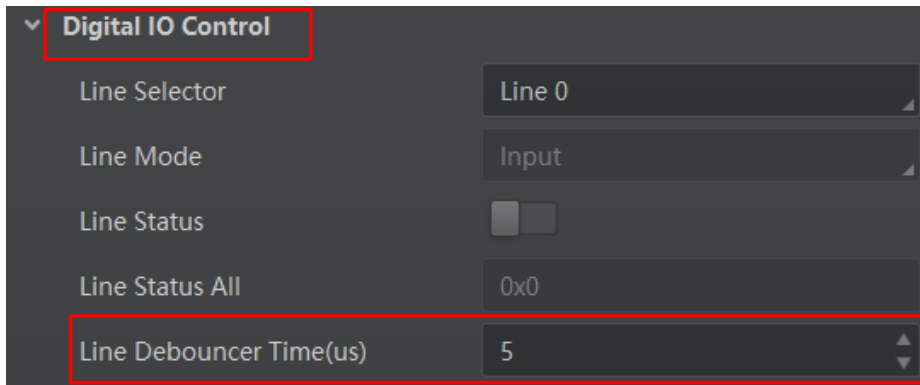 Digital IO Control
Line Selector Line 0
Line Mode Input
Line Status
Line Status All 0x0
Line Debouncer Time(us) 5